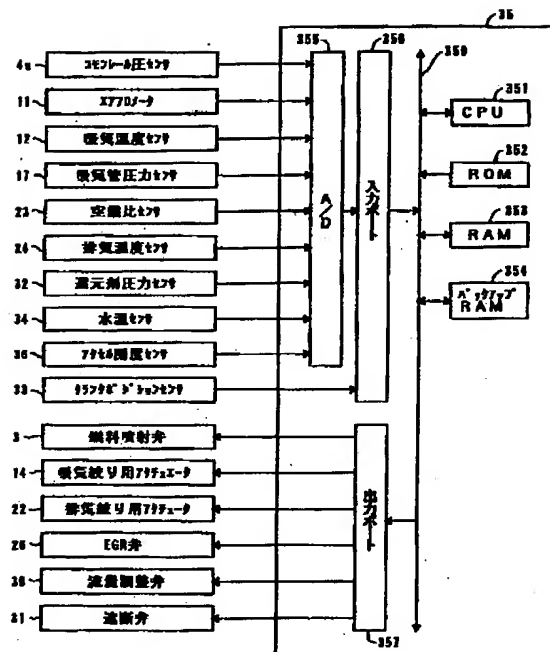 35
355
356
350
4a コモンレール圧センサ
11 エアフロメータ
12 吸気温度センサ
17 吸気管圧力センサ
23 空燃比センサ
24 排気温度センサ
32 還元剤圧力センサ
34 水温センサ
36 アクセル開度センサ
33 クランクポジションセンサ
A/D
入力ポート
351
CPU
352
ROM
353
RAM
354
バックアップ
RAM
3 燃料噴射弁
14 吸気絞り用アクチュエータ
22 排気絞り用アクチュータ
26 EGR弁
30 流量調整弁
31 遮断弁
出力ポート
357